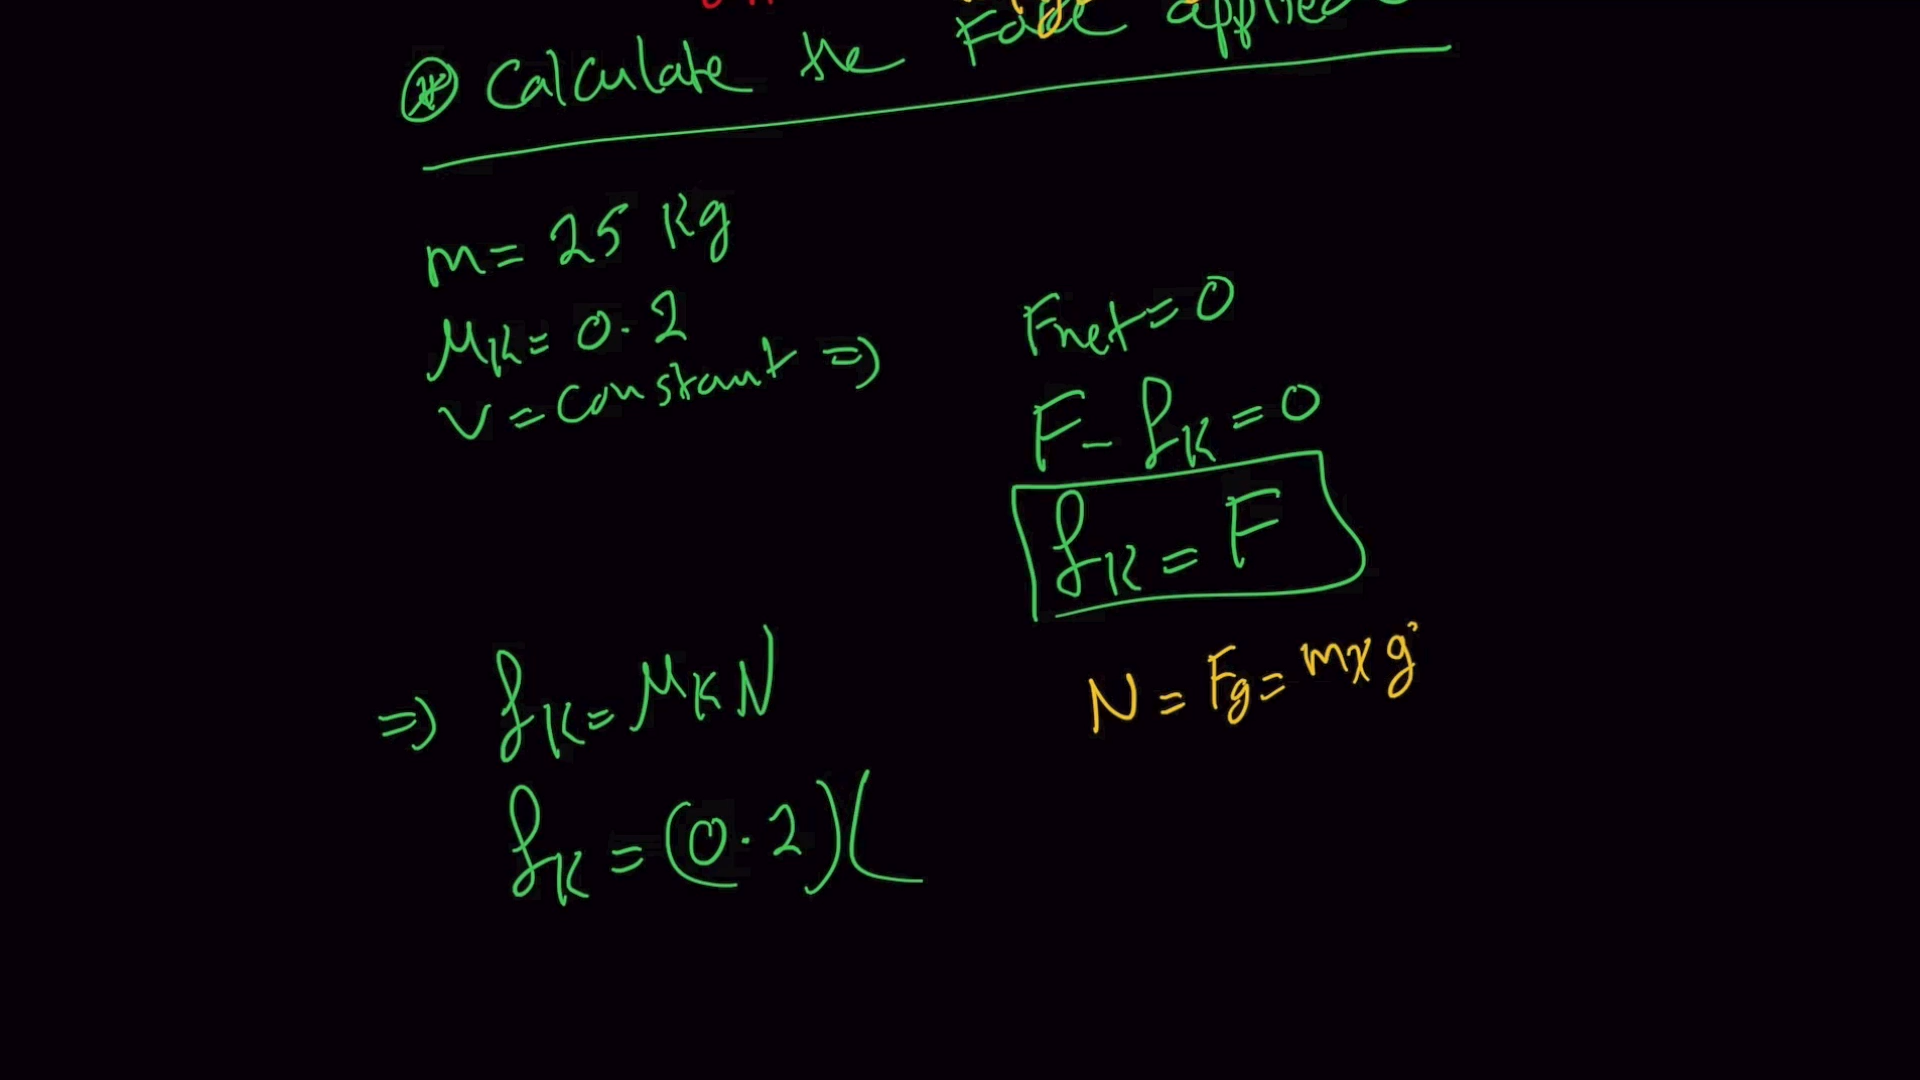 ⊛ Calculate the Force applied
m = 25 Kg
μK = 0.2
v = constant ⇒
Fnet = 0
F - fK = 0
fK = F
N = Fg = m x g
⇒ fK = μK N
fK = (0.2)(